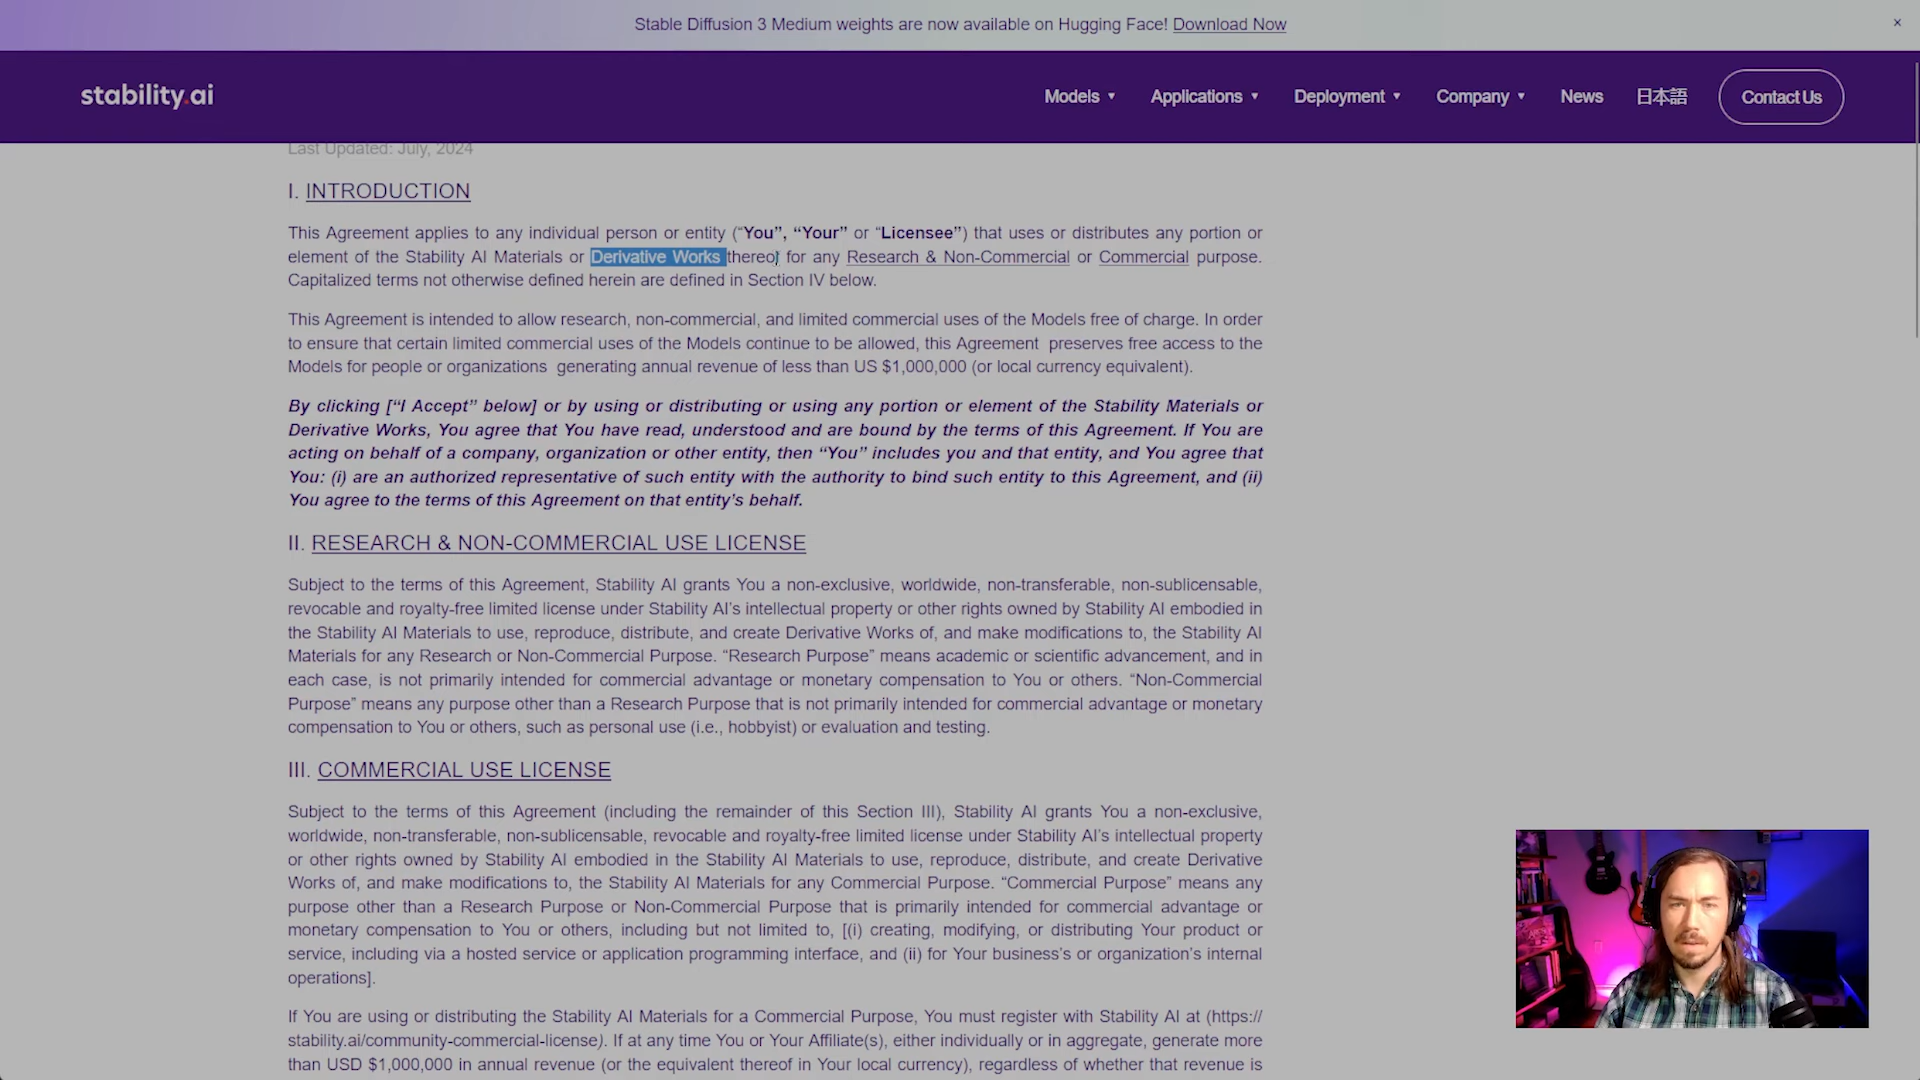 Stable Diffusion 3 Medium weights are now available on Hugging Face! Download Now ×
stability.ai
Models ▼ Applications ▼ Deployment ▼ Company ▼ News 日本語 Contact Us
Last Updated: July, 2024
I. INTRODUCTION
This Agreement applies to any individual person or entity (“You”, “Your” or “Licensee”) that uses or distributes any portion or
element of the Stability AI Materials or Derivative Works thereof for any Research & Non-Commercial or Commercial purpose.
Capitalized terms not otherwise defined herein are defined in Section IV below.
This Agreement is intended to allow research, non-commercial, and limited commercial uses of the Models free of charge. In order
to ensure that certain limited commercial uses of the Models continue to be allowed, this Agreement preserves free access to the
Models for people or organizations generating annual revenue of less than US $1,000,000 (or local currency equivalent).
By clicking [“I Accept” below] or by using or distributing or using any portion or element of the Stability Materials or
Derivative Works, You agree that You have read, understood and are bound by the terms of this Agreement. If You are
acting on behalf of a company, organization or other entity, then “You” includes you and that entity, and You agree that
You: (i) are an authorized representative of such entity with the authority to bind such entity to this Agreement, and (ii)
You agree to the terms of this Agreement on that entity’s behalf.
II. RESEARCH & NON-COMMERCIAL USE LICENSE
Subject to the terms of this Agreement, Stability AI grants You a non-exclusive, worldwide, non-transferable, non-sublicensable,
revocable and royalty-free limited license under Stability AI’s intellectual property or other rights owned by Stability AI embodied in
the Stability AI Materials to use, reproduce, distribute, and create Derivative Works of, and make modifications to, the Stability AI
Materials for any Research or Non-Commercial Purpose. “Research Purpose” means academic or scientific advancement, and in
each case, is not primarily intended for commercial advantage or monetary compensation to You or others. “Non-Commercial
Purpose” means any purpose other than a Research Purpose that is not primarily intended for commercial advantage or monetary
compensation to You or others, such as personal use (i.e., hobbyist) or evaluation and testing.
III. COMMERCIAL USE LICENSE
Subject to the terms of this Agreement (including the remainder of this Section III), Stability AI grants You a non-exclusive,
worldwide, non-transferable, non-sublicensable, revocable and royalty-free limited license under Stability AI’s intellectual property
or other rights owned by Stability AI embodied in the Stability AI Materials to use, reproduce, distribute, and create Derivative
Works of, and make modifications to, the Stability AI Materials for any Commercial Purpose. “Commercial Purpose” means any
purpose other than a Research Purpose or Non-Commercial Purpose that is primarily intended for commercial advantage or
monetary compensation to You or others, including but not limited to, [(i) creating, modifying, or distributing Your product or
service, including via a hosted service or application programming interface, and (ii) for Your business’s or organization’s internal
operations].
If You are using or distributing the Stability AI Materials for a Commercial Purpose, You must register with Stability AI at (https://
stability.ai/community-commercial-license). If at any time You or Your Affiliate(s), either individually or in aggregate, generate more
than USD $1,000,000 in annual revenue (or the equivalent thereof in Your local currency), regardless of whether that revenue is